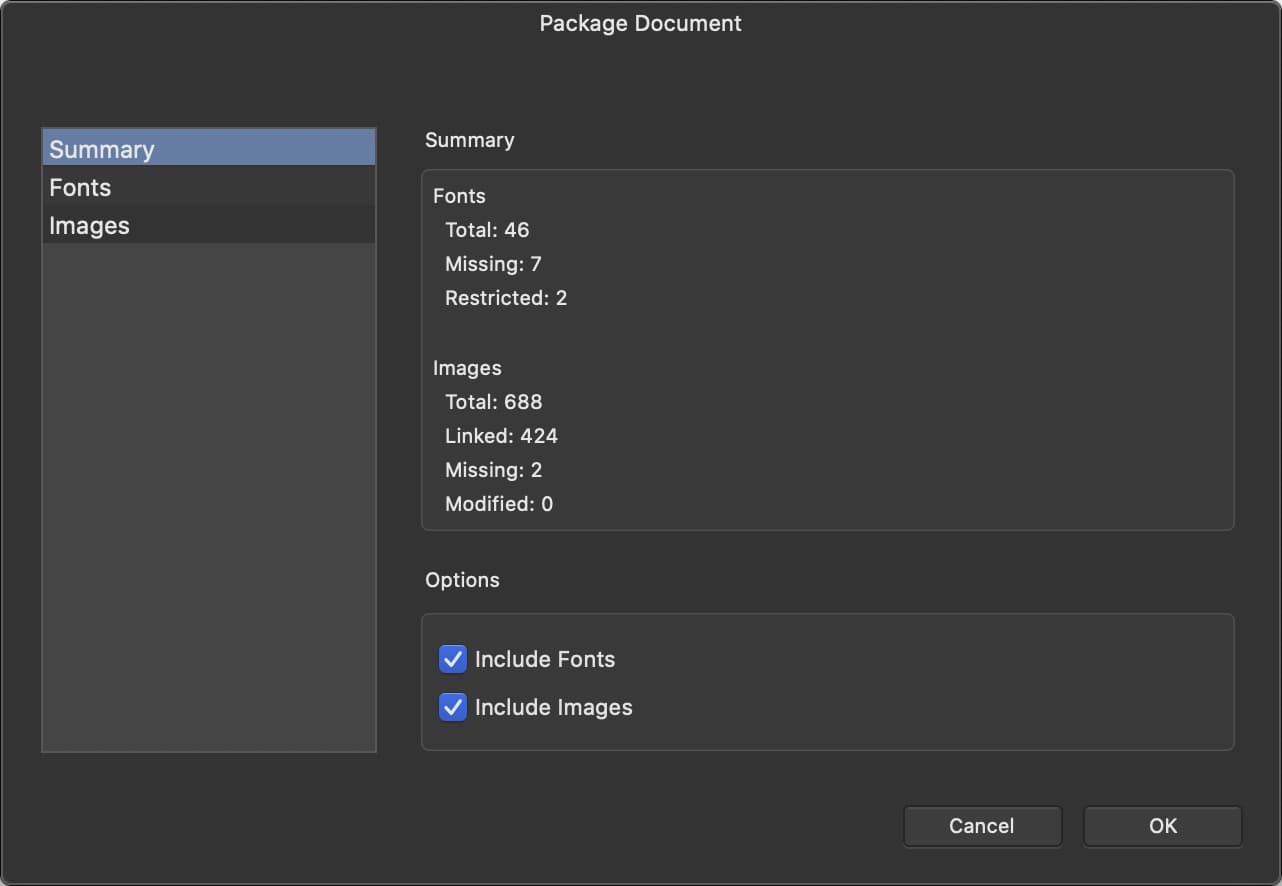 Package Document
Summary
Fonts
Images
Summary
Fonts
Total: 46
Missing: 7
Restricted: 2
Images
Total: 688
Linked: 424
Missing: 2
Modified: 0
Options
Include Fonts
Include Images
Cancel
OK